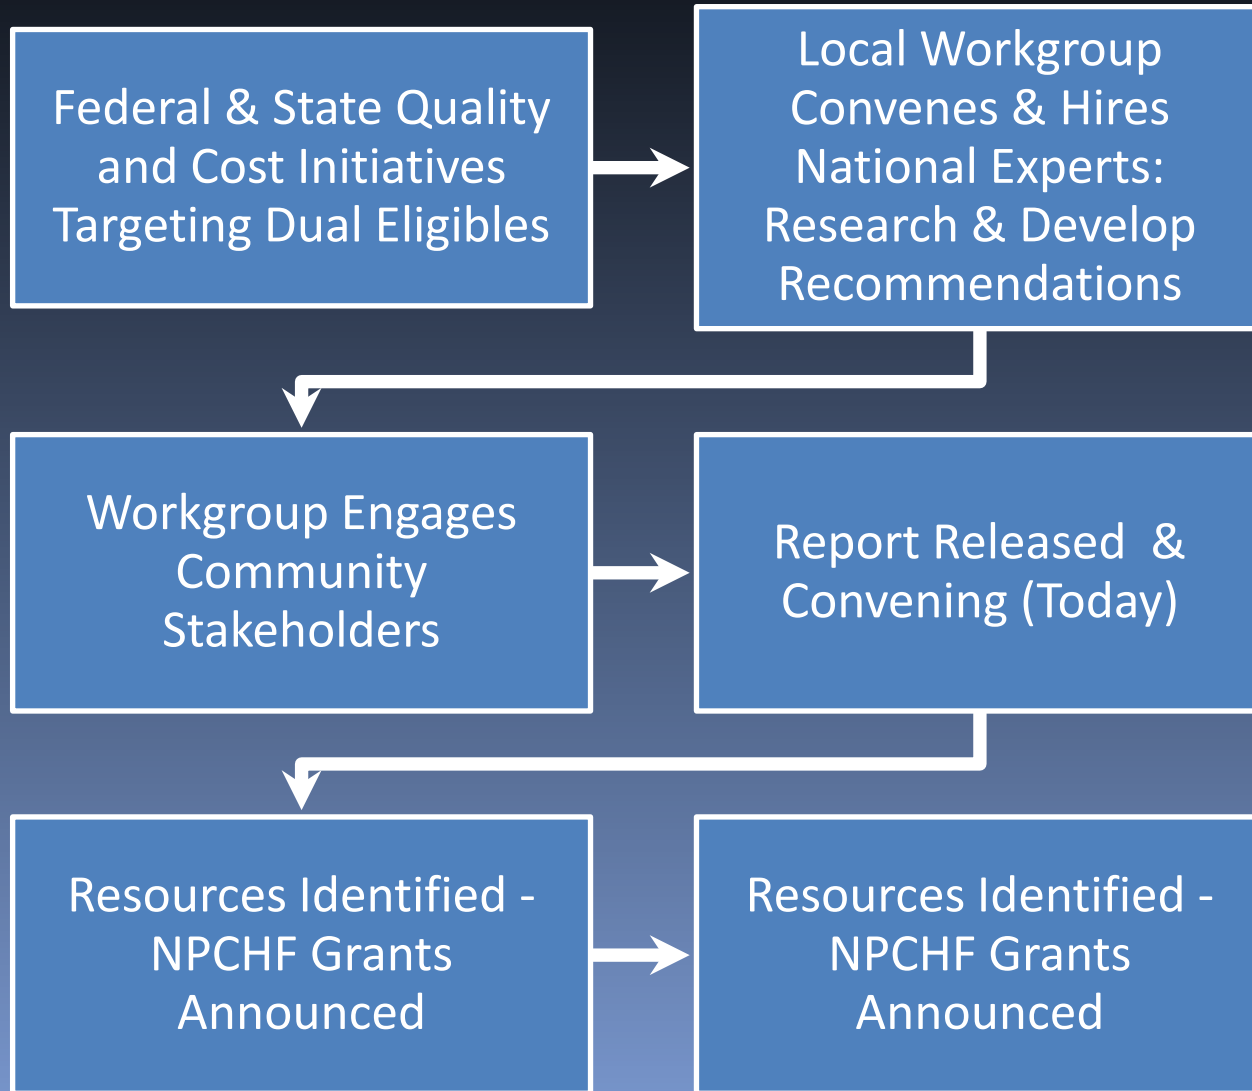 Federal & State Quality
and Cost Initiatives
Targeting Dual Eligibles
Local Workgroup
Convenes & Hires
National Experts:
Research & Develop
Recommendations
Workgroup Engages
Community
Stakeholders
Report Released  &
Convening (Today)
Resources Identified -
NPCHF Grants
Announced
Resources Identified -
NPCHF Grants
Announced